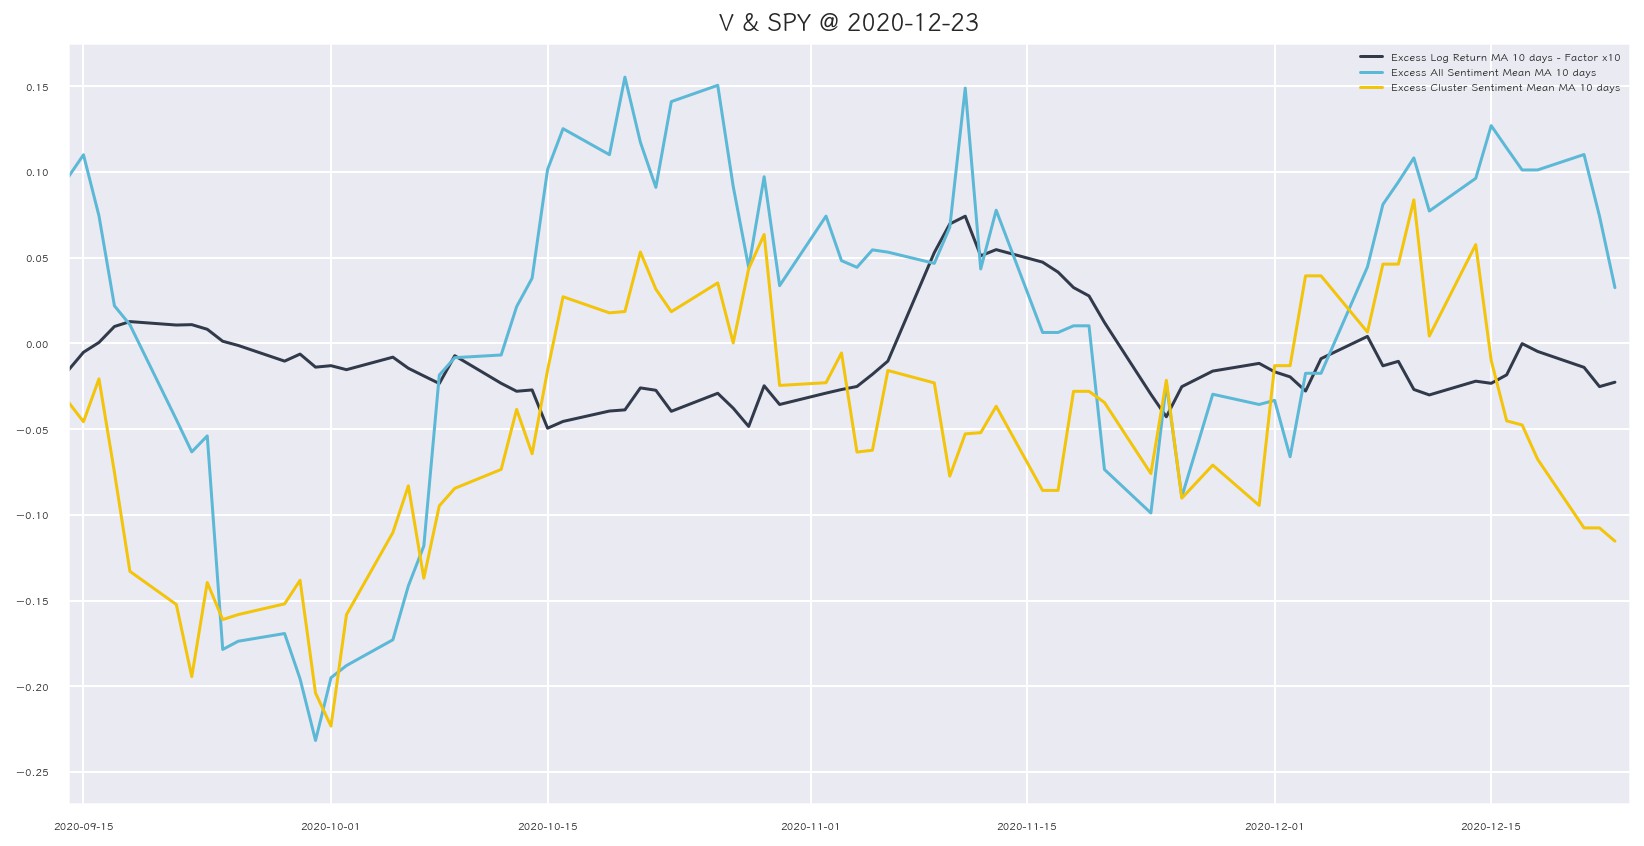 V & SPY @ 2020-12-23
Excess Log Return MA 10 days - Factor x10
Excess All Sentiment Mean MA 10 days
Excess Cluster Sentiment Mean MA 10 days
0.15
0.10
0.05
0.00
−0.05
−0.10
−0.15
−0.20
−0.25
2020-09-15 2020-10-01 2020-10-15 2020-11-01 2020-11-15 2020-12-01 2020-12-15